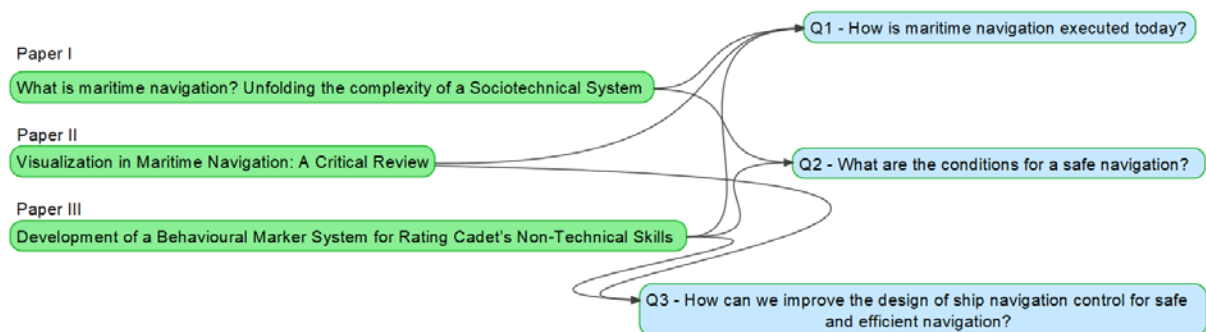 Q1 - How is maritime navigation executed today?
Paper I
What is maritime navigation? Unfolding the complexity of a Sociotechnical System
Paper II
Visualization in Maritime Navigation: A Critical Review
Q2 - What are the conditions for a safe navigation?
Paper III
Development of a Behavioural Marker System for Rating Cadet's Non-Technical Skills
Q3 - How can we improve the design of ship navigation control for safe
and efficient navigation?